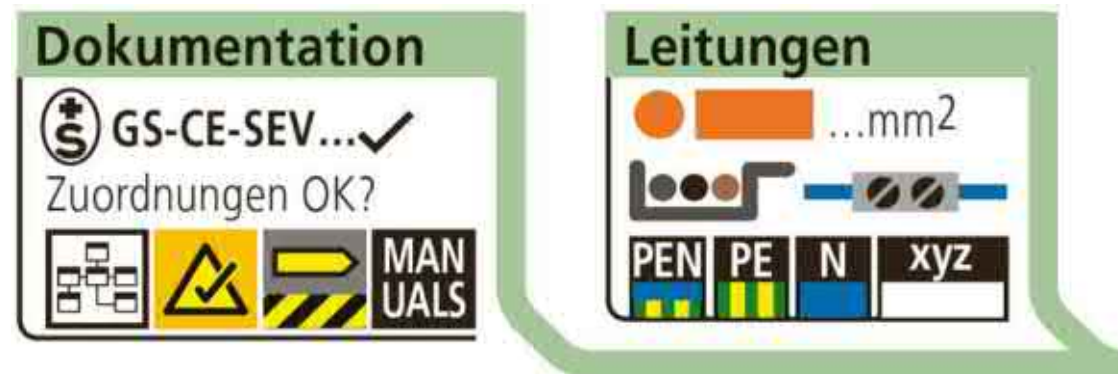 Dokumentation
+S GS-CE-SEV...
Zuordnungen OK?
MAN
UALS
Leitungen
...mm²
PEN PE N xyz